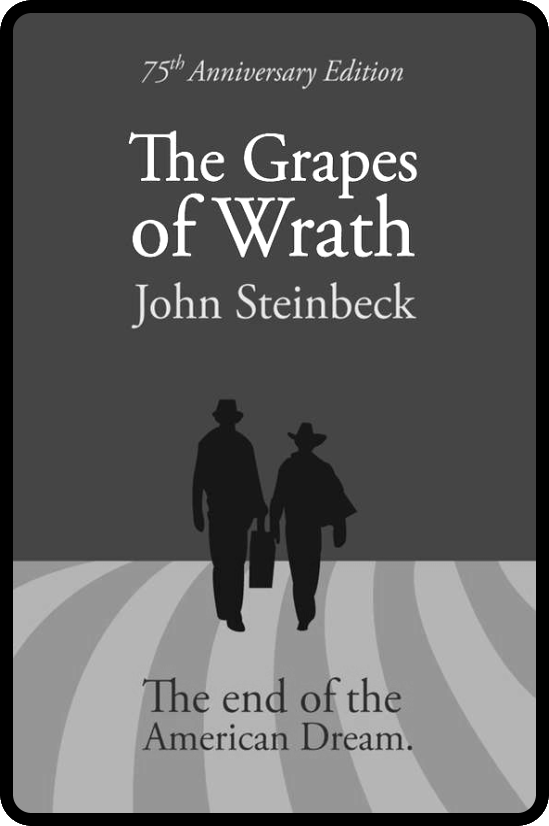 75th Anniversary Edition
The Grapes
of Wrath
John Steinbeck
The end of the
American Dream.